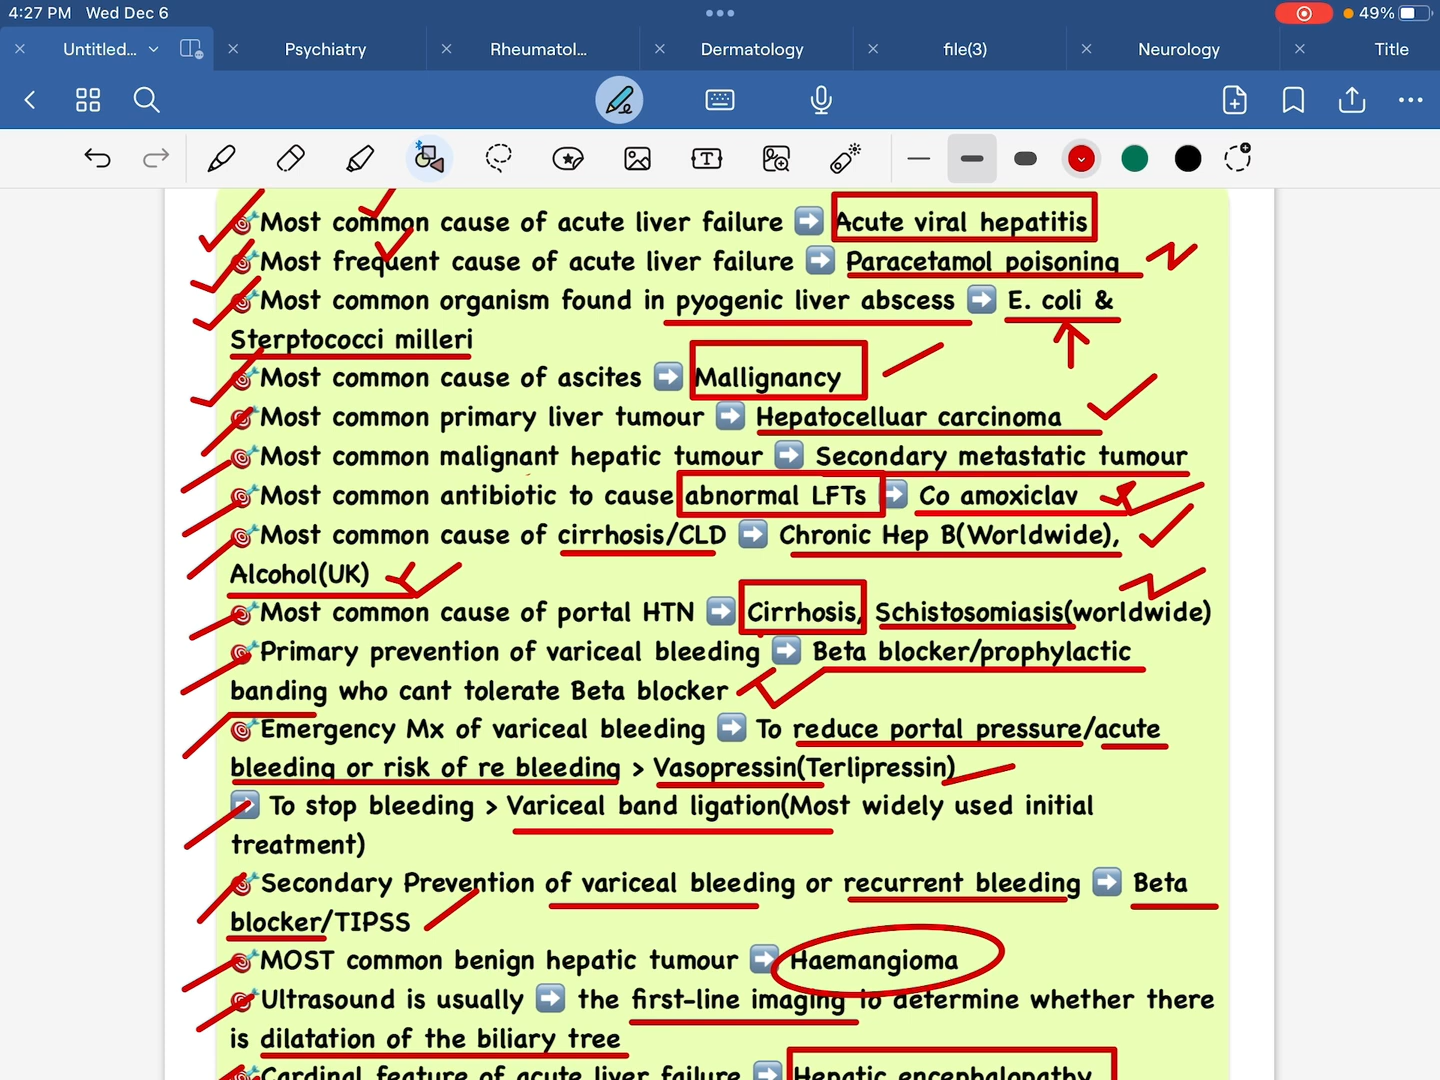 4:27 PM Wed Dec 6
49%
Untitled...
Psychiatry
Rheumatol...
Dermatology
file(3)
Neurology
Title
Most common cause of acute liver failure ➡ Acute viral hepatitis
Most frequent cause of acute liver failure ➡ Paracetamol poisoning
Most common organism found in pyogenic liver abscess ➡ E. coli &
Sterptococci milleri
Most common cause of ascites ➡ Mallignancy
Most common primary liver tumour ➡ Hepatocelluar carcinoma
Most common malignant hepatic tumour ➡ Secondary metastatic tumour
Most common antibiotic to cause abnormal LFTs ➡ Co amoxiclav
Most common cause of cirrhosis/CLD ➡ Chronic Hep B(Worldwide),
Alcohol(UK)
Most common cause of portal HTN ➡ Cirrhosis, Schistosomiasis(worldwide)
Primary prevention of variceal bleeding ➡ Beta blocker/prophylactic
banding who cant tolerate Beta blocker
Emergency Mx of variceal bleeding ➡ To reduce portal pressure/acute
bleeding or risk of re bleeding > Vasopressin(Terlipressin)
➡ To stop bleeding > Variceal band ligation(Most widely used initial
treatment)
Secondary Prevention of variceal bleeding or recurrent bleeding ➡ Beta
blocker/TIPSS
MOST common benign hepatic tumour ➡ Haemangioma
Ultrasound is usually ➡ the first-line imaging to determine whether there
is dilatation of the biliary tree
Cardinal feature of acute liver failure ➡ Hepatic encephalopathy